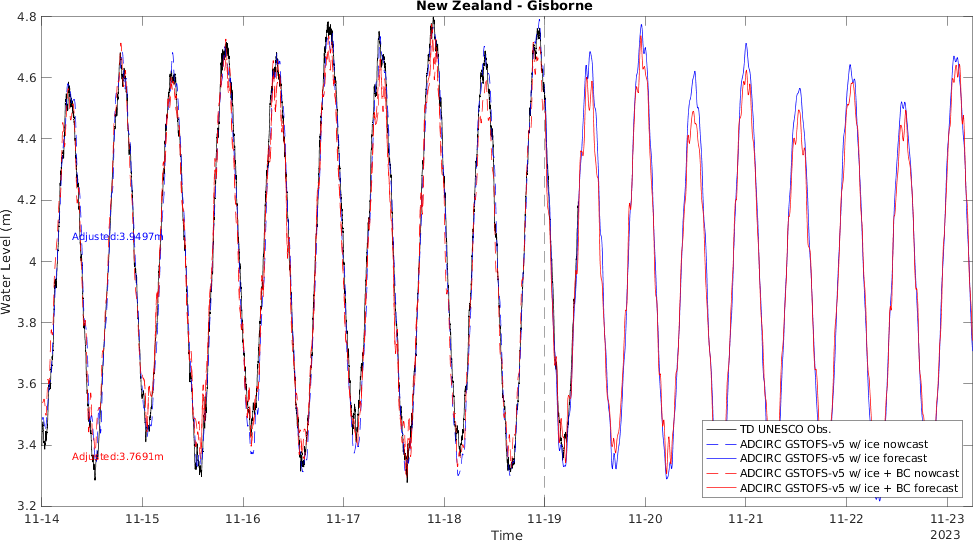 New Zealand - Gisborne
4.8
4.6
4.4
4.2
4
3.8
3.6
3.4
3.2
Water Level (m)
Adjusted:3.9497m
Adjusted:3.7691m
TD UNESCO Obs.
ADCIRC GSTOFS-v5 w/ ice nowcast
ADCIRC GSTOFS-v5 w/ ice forecast
ADCIRC GSTOFS-v5 w/ ice + BC nowcast
ADCIRC GSTOFS-v5 w/ ice + BC forecast
11-14 11-15 11-16 11-17 11-18 11-19 11-20 11-21 11-22 11-23
Time 2023